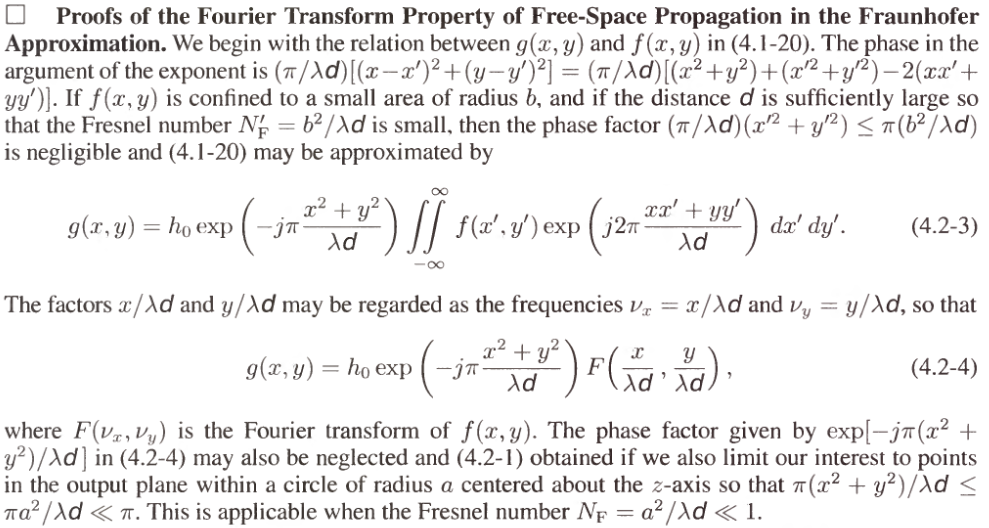 □ Proofs of the Fourier Transform Property of Free-Space Propagation in the Fraunhofer
Approximation. We begin with the relation between g(x, y) and f(x, y) in (4.1-20). The phase in the
argument of the exponent is (π/λd)[(x−x′)²+(y−y′)²] = (π/λd)[(x²+y²)+(x′²+y′²)−2(xx′+
yy′)]. If f(x, y) is confined to a small area of radius b, and if the distance d is sufficiently large so
that the Fresnel number N′_F = b²/λd is small, then the phase factor (π/λd)(x′² + y′²) ≤ π(b²/λd)
is negligible and (4.1-20) may be approximated by
g(x, y) = h₀ exp(−jπ (x² + y²)/λd) ∬_{−∞}^{∞} f(x′, y′) exp(j2π (xx′ + yy′)/λd) dx′ dy′. (4.2-3)
The factors x/λd and y/λd may be regarded as the frequencies ν_x = x/λd and ν_y = y/λd, so that
g(x, y) = h₀ exp(−jπ (x² + y²)/λd) F(x/λd, y/λd), (4.2-4)
where F(ν_x, ν_y) is the Fourier transform of f(x, y). The phase factor given by exp[−jπ(x² +
y²)/λd] in (4.2-4) may also be neglected and (4.2-1) obtained if we also limit our interest to points
in the output plane within a circle of radius a centered about the z-axis so that π(x² + y²)/λd ≤
πa²/λd ≪ π. This is applicable when the Fresnel number N_F = a²/λd ≪ 1.